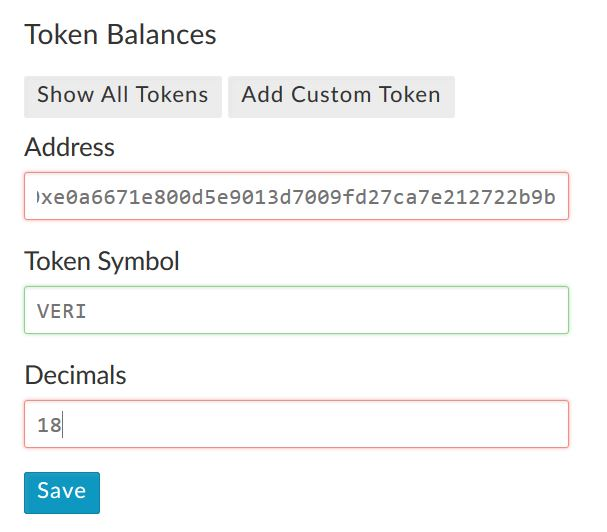 Token Balances
Show All Tokens Add Custom Token
Address
xe0a6671e800d5e9013d7009fd27ca7e212722b9b
Token Symbol
VERI
Decimals
18
Save